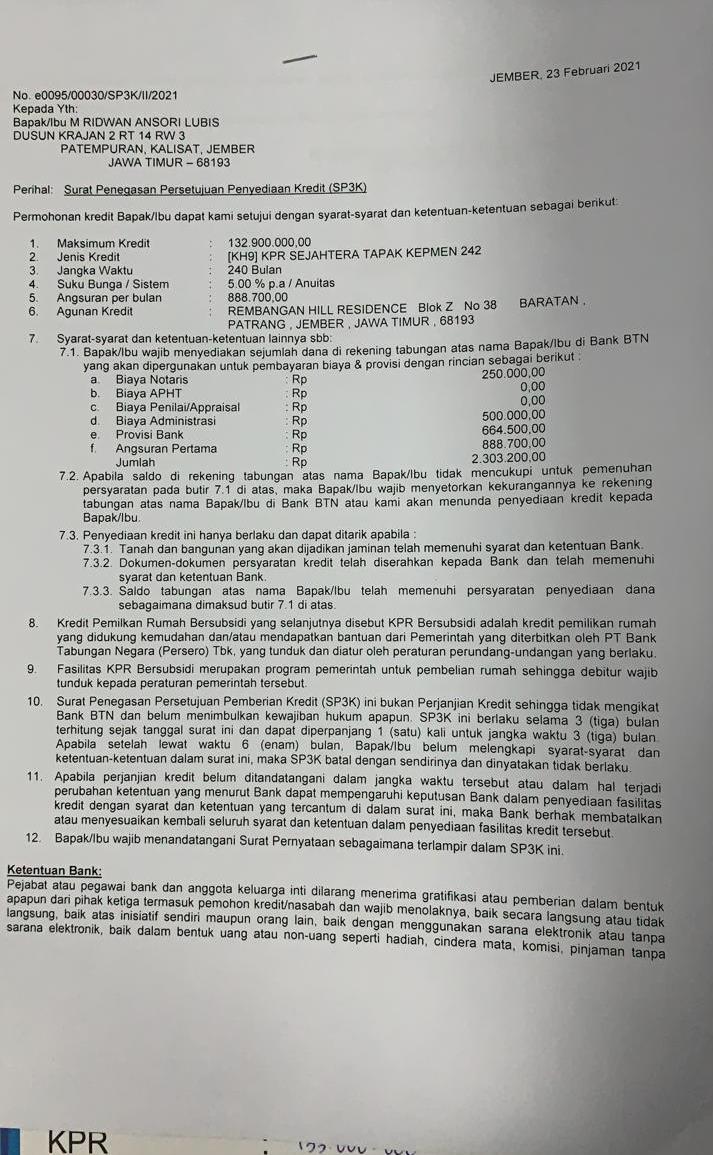 JEMBER, 23 Februari 2021
No. e0095/00030/SP3K/II/2021
Kepada Yth:
Bapak/Ibu M RIDWAN ANSORI LUBIS
DUSUN KRAJAN 2 RT 14 RW 3
PATEMPURAN, KALISAT, JEMBER
JAWA TIMUR – 68193
Perihal: Surat Penegasan Persetujuan Penyediaan Kredit (SP3K)
Permohonan kredit Bapak/Ibu dapat kami setujui dengan syarat-syarat dan ketentuan-ketentuan sebagai berikut:
1. Maksimum Kredit : 132.900.000,00
2. Jenis Kredit : [KH9] KPR SEJAHTERA TAPAK KEPMEN 242
3. Jangka Waktu : 240 Bulan
4. Suku Bunga / Sistem : 5.00 % p.a / Anuitas
5. Angsuran per bulan : 888.700,00
6. Agunan Kredit : REMBANGAN HILL RESIDENCE Blok Z No 38 BARATAN ,
PATRANG , JEMBER , JAWA TIMUR , 68193
7. Syarat-syarat dan ketentuan-ketentuan lainnya sbb:
7.1. Bapak/Ibu wajib menyediakan sejumlah dana di rekening tabungan atas nama Bapak/Ibu di Bank BTN
yang akan dipergunakan untuk pembayaran biaya & provisi dengan rincian sebagai berikut :
a. Biaya Notaris : Rp 250.000,00
b. Biaya APHT : Rp 0,00
c. Biaya Penilai/Appraisal : Rp 0,00
d. Biaya Administrasi : Rp 500.000,00
e. Provisi Bank : Rp 664.500,00
f. Angsuran Pertama : Rp 888.700,00
Jumlah : Rp 2.303.200,00
7.2. Apabila saldo di rekening tabungan atas nama Bapak/Ibu tidak mencukupi untuk pemenuhan
persyaratan pada butir 7.1 di atas, maka Bapak/Ibu wajib menyetorkan kekurangannya ke rekening
tabungan atas nama Bapak/Ibu di Bank BTN atau kami akan menunda penyediaan kredit kepada
Bapak/Ibu.
7.3. Penyediaan kredit ini hanya berlaku dan dapat ditarik apabila :
7.3.1. Tanah dan bangunan yang akan dijadikan jaminan telah memenuhi syarat dan ketentuan Bank.
7.3.2. Dokumen-dokumen persyaratan kredit telah diserahkan kepada Bank dan telah memenuhi
syarat dan ketentuan Bank.
7.3.3. Saldo tabungan atas nama Bapak/Ibu telah memenuhi persyaratan penyediaan dana
sebagaimana dimaksud butir 7.1 di atas.
8. Kredit Pemilkan Rumah Bersubsidi yang selanjutnya disebut KPR Bersubsidi adalah kredit pemilikan rumah
yang didukung kemudahan dan/atau mendapatkan bantuan dari Pemerintah yang diterbitkan oleh PT Bank
Tabungan Negara (Persero) Tbk, yang tunduk dan diatur oleh peraturan perundang-undangan yang berlaku.
9. Fasilitas KPR Bersubsidi merupakan program pemerintah untuk pembelian rumah sehingga debitur wajib
tunduk kepada peraturan pemerintah tersebut.
10. Surat Penegasan Persetujuan Pemberian Kredit (SP3K) ini bukan Perjanjian Kredit sehingga tidak mengikat
Bank BTN dan belum menimbulkan kewajiban hukum apapun. SP3K ini berlaku selama 3 (tiga) bulan
terhitung sejak tanggal surat ini dan dapat diperpanjang 1 (satu) kali untuk jangka waktu 3 (tiga) bulan.
Apabila setelah lewat waktu 6 (enam) bulan, Bapak/Ibu belum melengkapi syarat-syarat dan
ketentuan-ketentuan dalam surat ini, maka SP3K batal dengan sendirinya dan dinyatakan tidak berlaku.
11. Apabila perjanjian kredit belum ditandatangani dalam jangka waktu tersebut atau dalam hal terjadi
perubahan ketentuan yang menurut Bank dapat mempengaruhi keputusan Bank dalam penyediaan fasilitas
kredit dengan syarat dan ketentuan yang tercantum di dalam surat ini, maka Bank berhak membatalkan
atau menyesuaikan kembali seluruh syarat dan ketentuan dalam penyediaan fasilitas kredit tersebut.
12. Bapak/Ibu wajib menandatangani Surat Pernyataan sebagaimana terlampir dalam SP3K ini.
Ketentuan Bank:
Pejabat atau pegawai bank dan anggota keluarga inti dilarang menerima gratifikasi atau pemberian dalam bentuk
apapun dari pihak ketiga termasuk pemohon kredit/nasabah dan wajib menolaknya, baik secara langsung atau tidak
langsung, baik atas inisiatif sendiri maupun orang lain, baik dengan menggunakan sarana elektronik atau tanpa
sarana elektronik, baik dalam bentuk uang atau non-uang seperti hadiah, cindera mata, komisi, pinjaman tanpa
KPR :